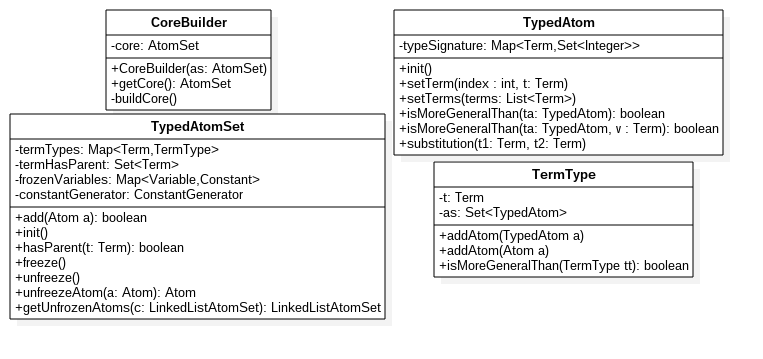 CoreBuilder
-core: AtomSet
+CoreBuilder(as: AtomSet)
+getCore(): AtomSet
-buildCore()
TypedAtom
-typeSignature: Map<Term,Set<Integer>>
+init()
+setTerm(index : int, t: Term)
+setTerms(terms: List<Term>)
+isMoreGeneralThan(ta: TypedAtom): boolean
+isMoreGeneralThan(ta: TypedAtom, v : Term): boolean
+substitution(t1: Term, t2: Term)
TypedAtomSet
-termTypes: Map<Term,TermType>
-termHasParent: Set<Term>
-frozenVariables: Map<Variable,Constant>
-constantGenerator: ConstantGenerator
+add(Atom a): boolean
+init()
+hasParent(t: Term): boolean
+freeze()
+unfreeze()
+unfreezeAtom(a: Atom): Atom
+getUnfrozenAtoms(c: LinkedListAtomSet): LinkedListAtomSet
TermType
-t: Term
-as: Set<TypedAtom>
+addAtom(TypedAtom a)
+addAtom(Atom a)
+isMoreGeneralThan(TermType tt): boolean